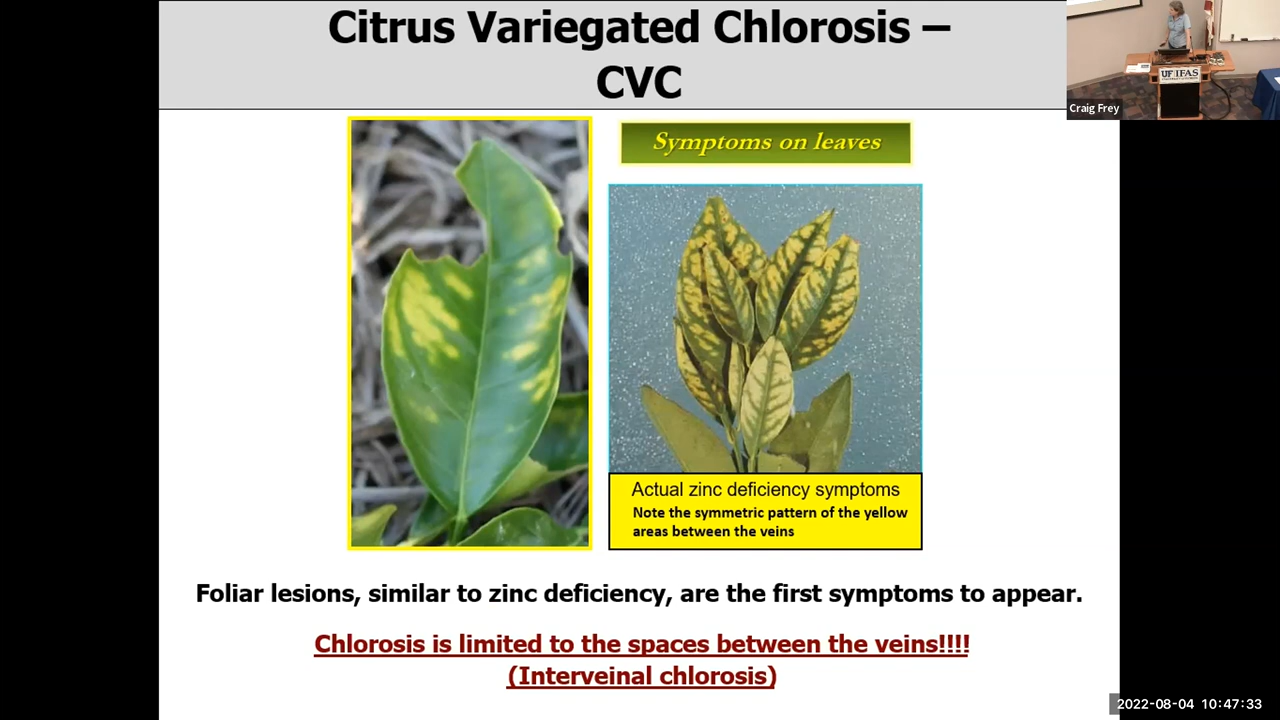 Citrus Variegated Chlorosis –
CVC
Craig Frey
UF IFAS
Symptoms on leaves
Actual zinc deficiency symptoms
Note the symmetric pattern of the yellow
areas between the veins
Foliar lesions, similar to zinc deficiency, are the first symptoms to appear.
Chlorosis is limited to the spaces between the veins!!!!
(Interveinal chlorosis)
2022-08-04 10:47:33